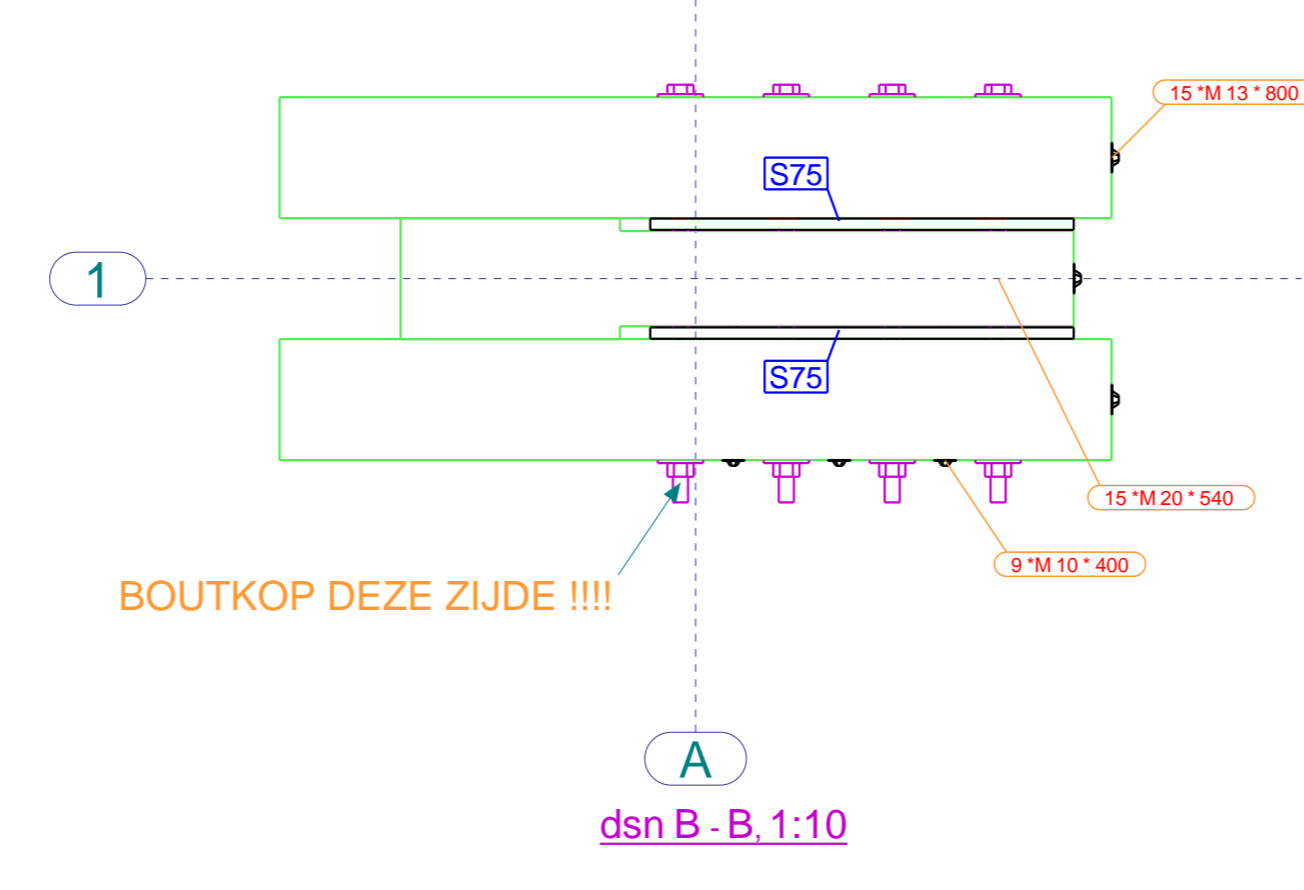 15 *M 13 * 800
S75
1
S75
15 *M 20 * 540
9 *M 10 * 400
BOUTKOP DEZE ZIJDE !!!!
A
dsn B - B, 1:10